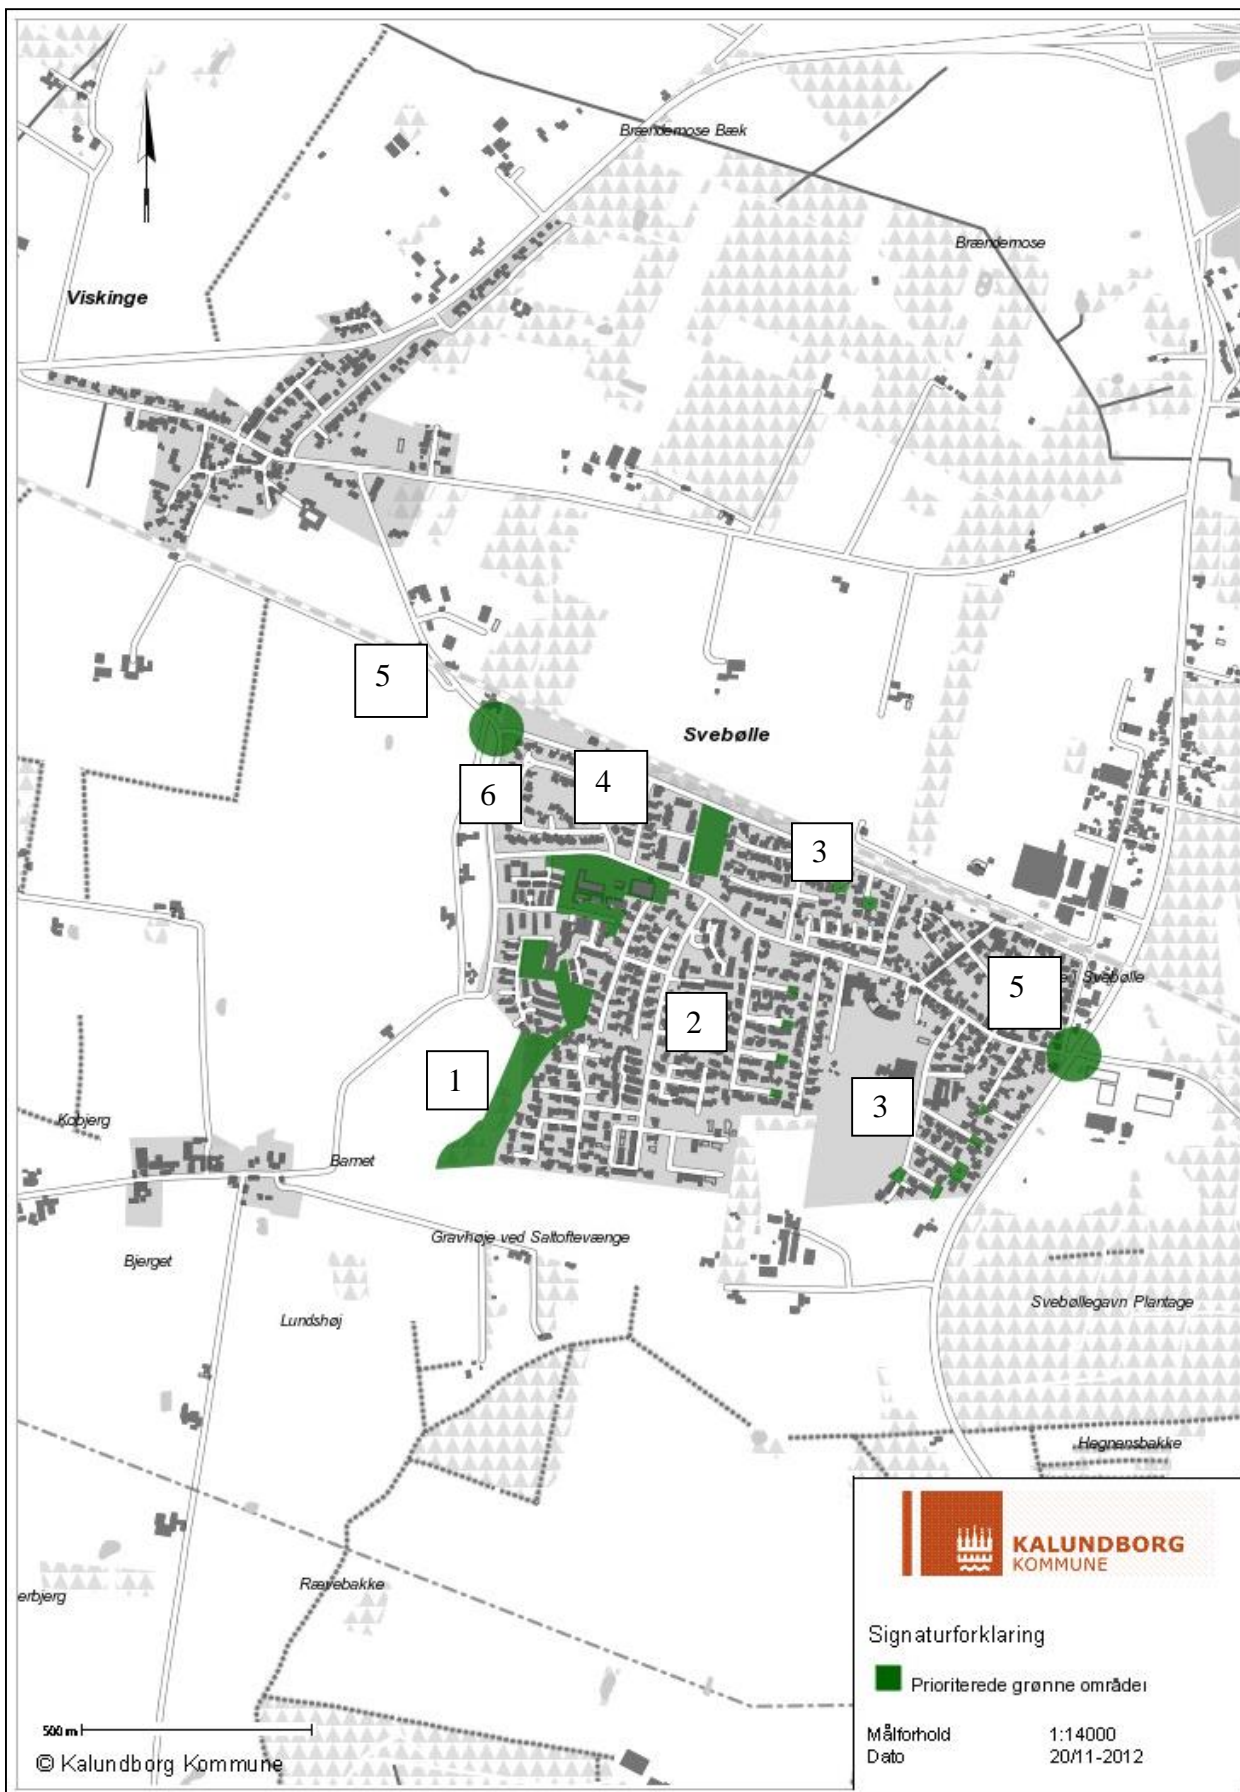 Brændemose Bæk
Brændemose
Viskinge
5
Svebølle
6
4
3
5
Svebølle
2
1
3
Kobjerg
Barnet
Gravhøje ved Saltoftevænge
Bjerget
Lundshøj
Svebøllegavn Plantage
Hegnensbakke
KALUNDBORG
KOMMUNE
Rævebakke
erbjerg
Signaturforklaring
Prioriterede grønne områder
Målforhold 1:14000
Dato 20/11-2012
500 m
© Kalundborg Kommune